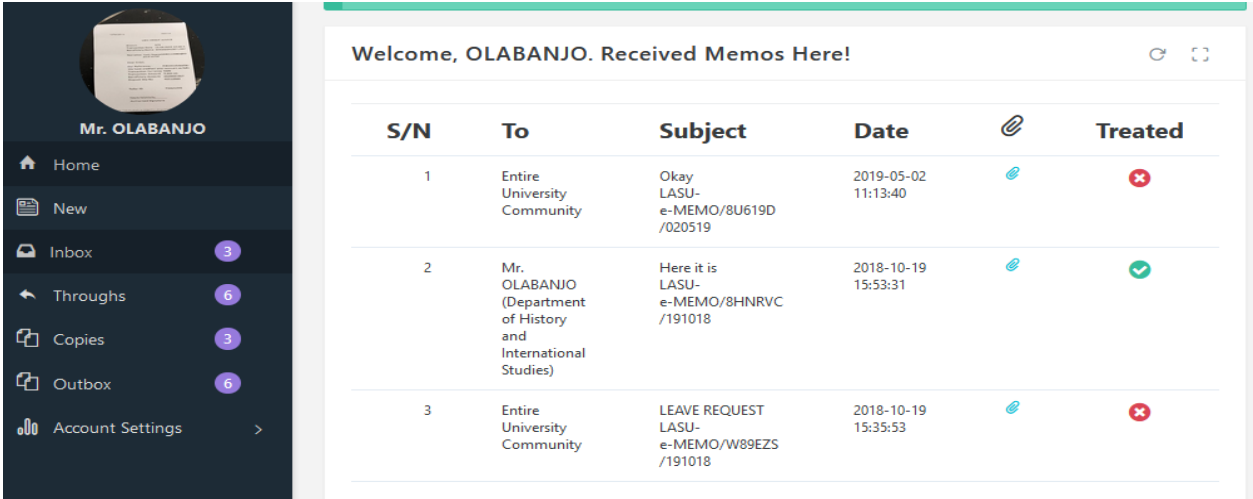 Mr. OLABANJO
Home
New
Inbox 3
Throughs 6
Copies 3
Outbox 6
Account Settings >
Welcome, OLABANJO. Received Memos Here!
S/N To Subject Date Treated
1 Entire Okay 2019-05-02
University LASU- 11:13:40
Community e-MEMO/8U619D
/020519
2 Mr. Here it is 2018-10-19
OLABANJO LASU- 15:53:31
(Department e-MEMO/8HNRVC
of History /191018
and
International
Studies)
3 Entire LEAVE REQUEST 2018-10-19
University LASU- 15:35:53
Community e-MEMO/W89EZS
/191018